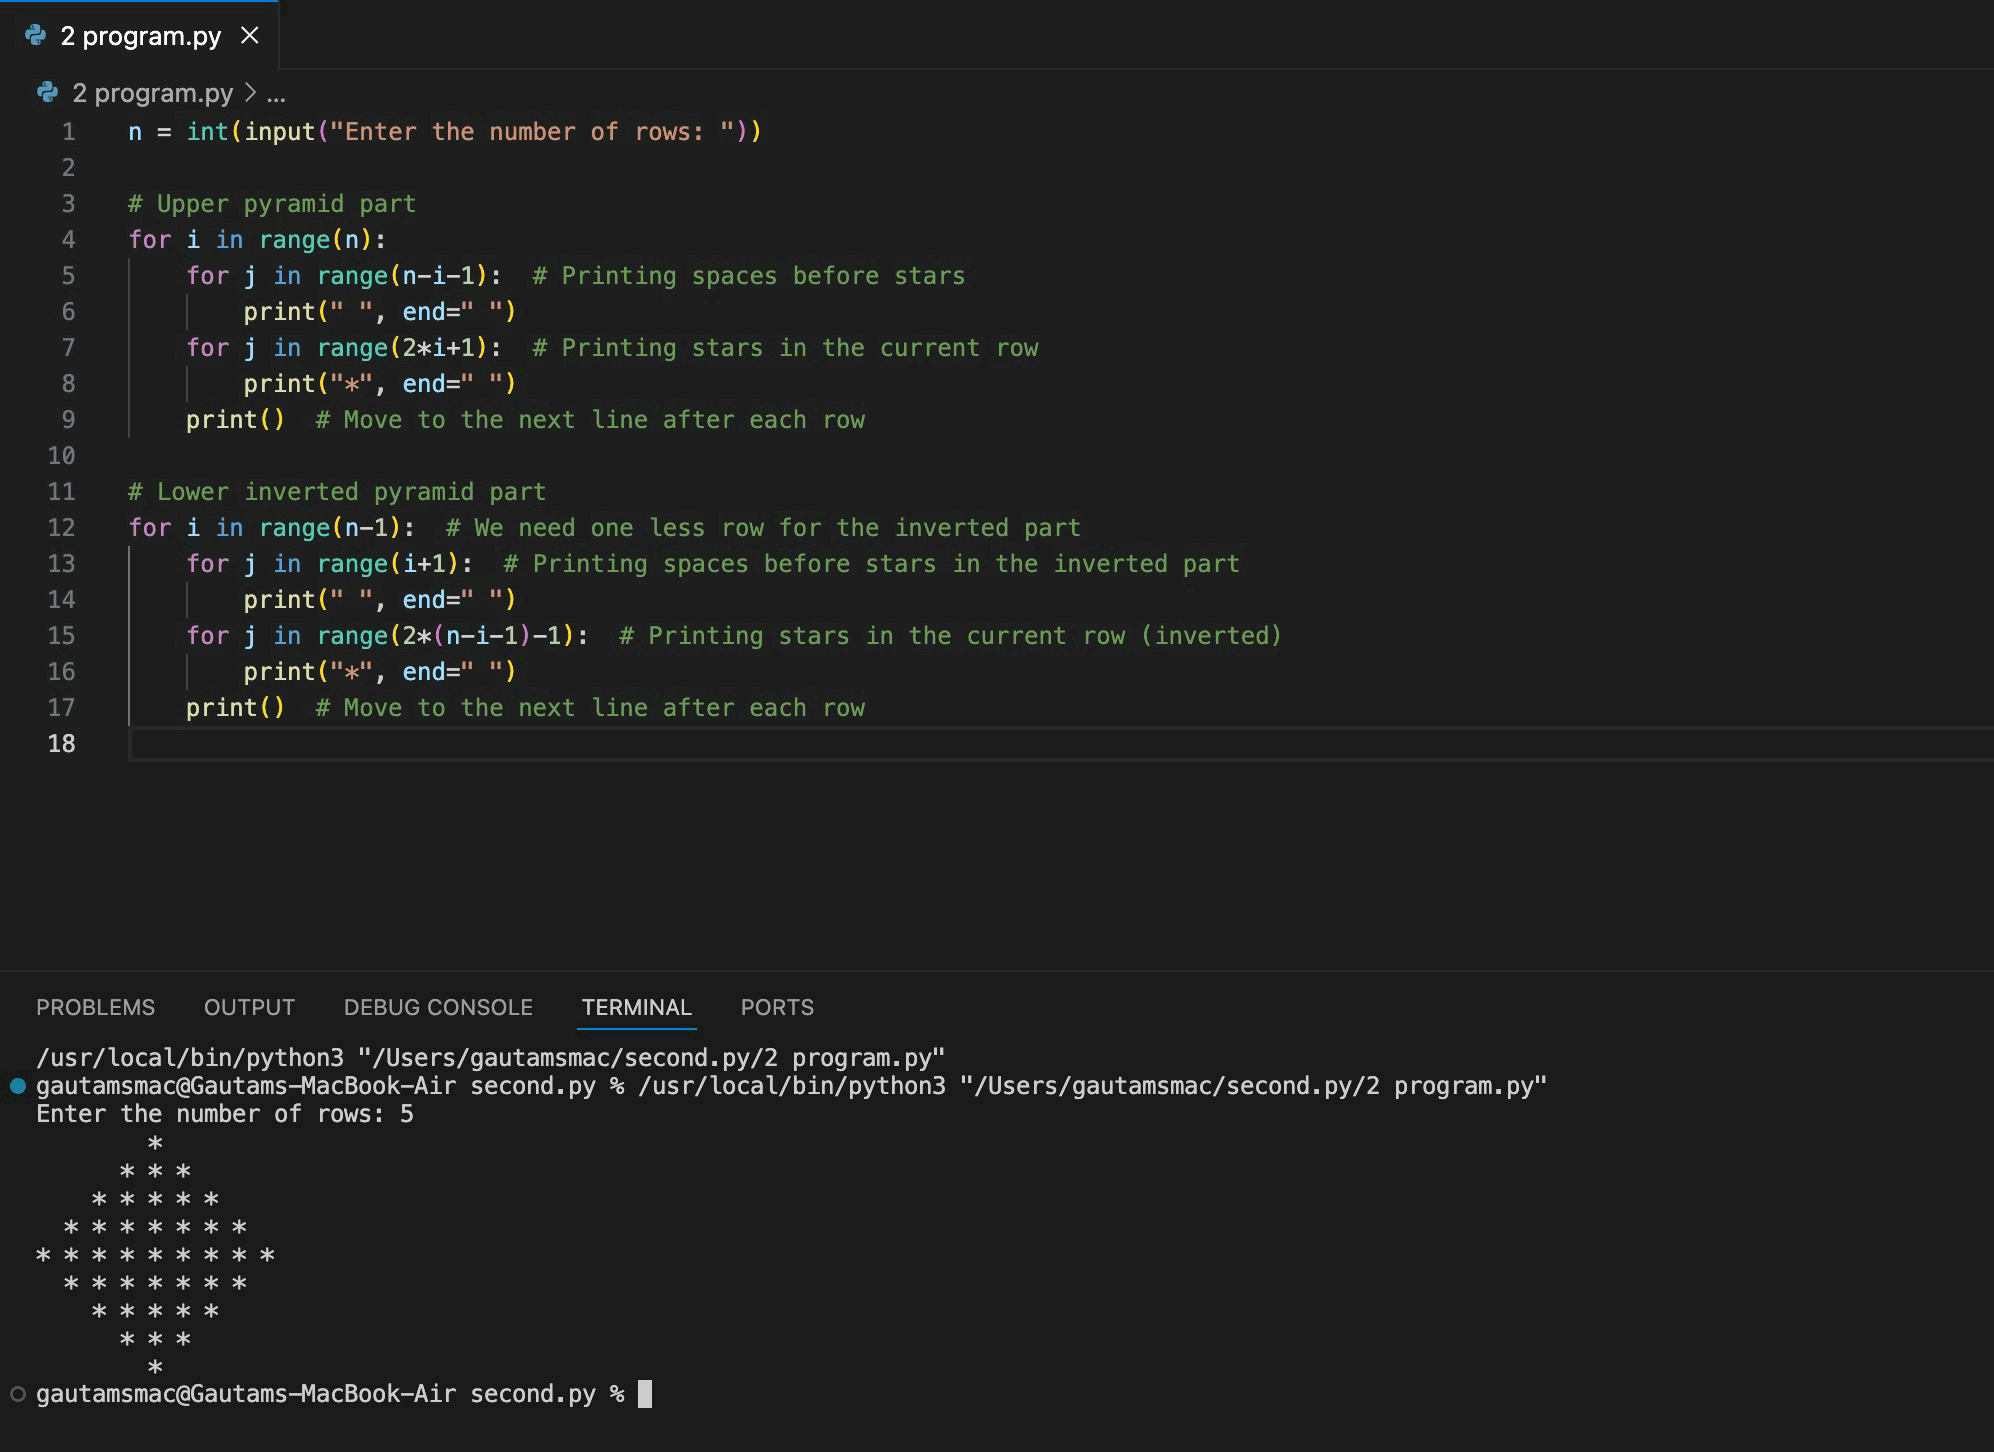 2 program.py ×
2 program.py > ...
1 n = int(input("Enter the number of rows: "))
2
3 # Upper pyramid part
4 for i in range(n):
5     for j in range(n-i-1):  # Printing spaces before stars
6         print(" ", end=" ")
7     for j in range(2*i+1):  # Printing stars in the current row
8         print("*", end=" ")
9     print()  # Move to the next line after each row
10
11 # Lower inverted pyramid part
12 for i in range(n-1):  # We need one less row for the inverted part
13     for j in range(i+1):  # Printing spaces before stars in the inverted part
14         print(" ", end=" ")
15     for j in range(2*(n-i-1)-1):  # Printing stars in the current row (inverted)
16         print("*", end=" ")
17     print()  # Move to the next line after each row
18
PROBLEMS OUTPUT DEBUG CONSOLE TERMINAL PORTS
/usr/local/bin/python3 "/Users/gautamsmac/second.py/2 program.py"
gautamsmac@Gautams-MacBook-Air second.py % /usr/local/bin/python3 "/Users/gautamsmac/second.py/2 program.py"
Enter the number of rows: 5
        *
      * * *
    * * * * *
  * * * * * * *
* * * * * * * * *
  * * * * * * *
    * * * * *
      * * *
        *
gautamsmac@Gautams-MacBook-Air second.py %